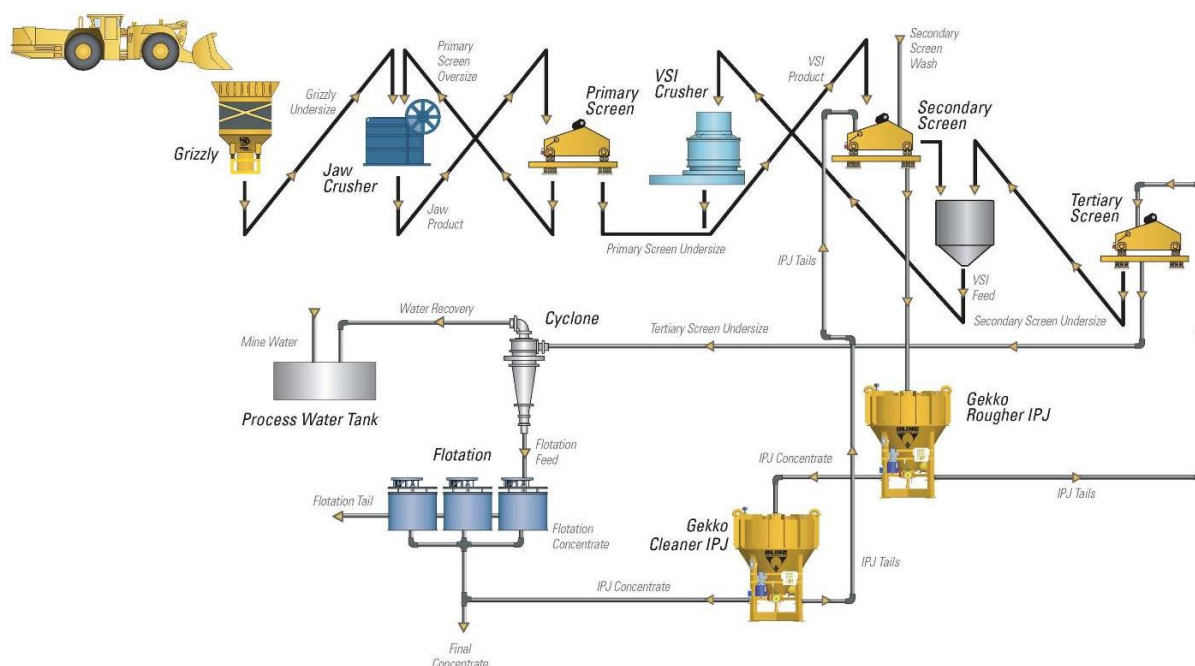 Primary
Screen
Oversize
Grizzly
Undersize
Grizzly
Jaw
Crusher
Jaw
Product
Primary
Screen
Primary Screen Undersize
VSI
Crusher
VSI
Product
Secondary
Screen
Wash
Secondary
Screen
Tertiary
Screen
IPJ Tails
VSI
Feed
Secondary Screen Undersize
Water Recovery
Cyclone
Tertiary Screen Undersize
Mine Water
Process Water Tank
Gekko
Rougher IPJ
INLINE
Flotation
Flotation
Feed
IPJ Concentrate
IPJ Tails
Flotation Tail
Flotation
Concentrate
Gekko
Cleaner IPJ
INLINE
IPJ Tails
IPJ Concentrate
Final
Concentrate